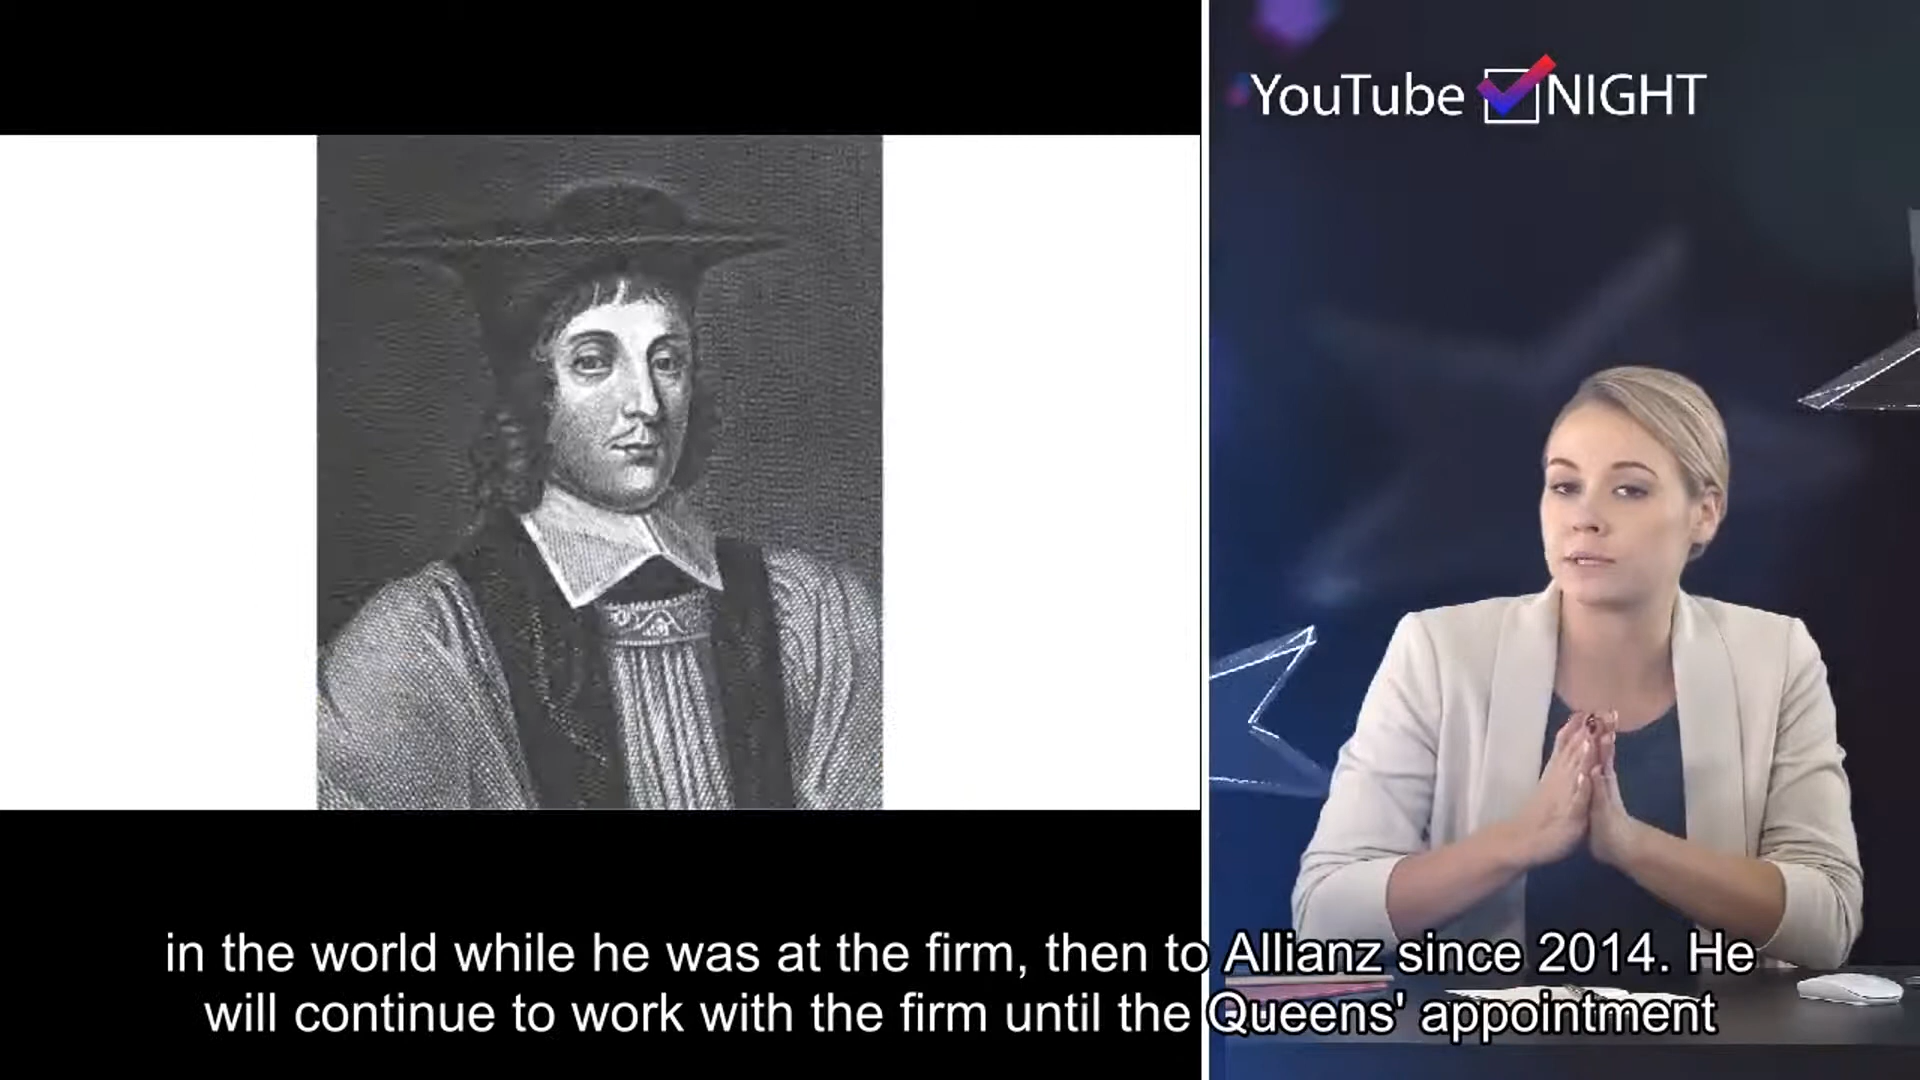 YouTube NIGHT
in the world while he was at the firm, then to Allianz since 2014. He
will continue to work with the firm until the Queens' appointment